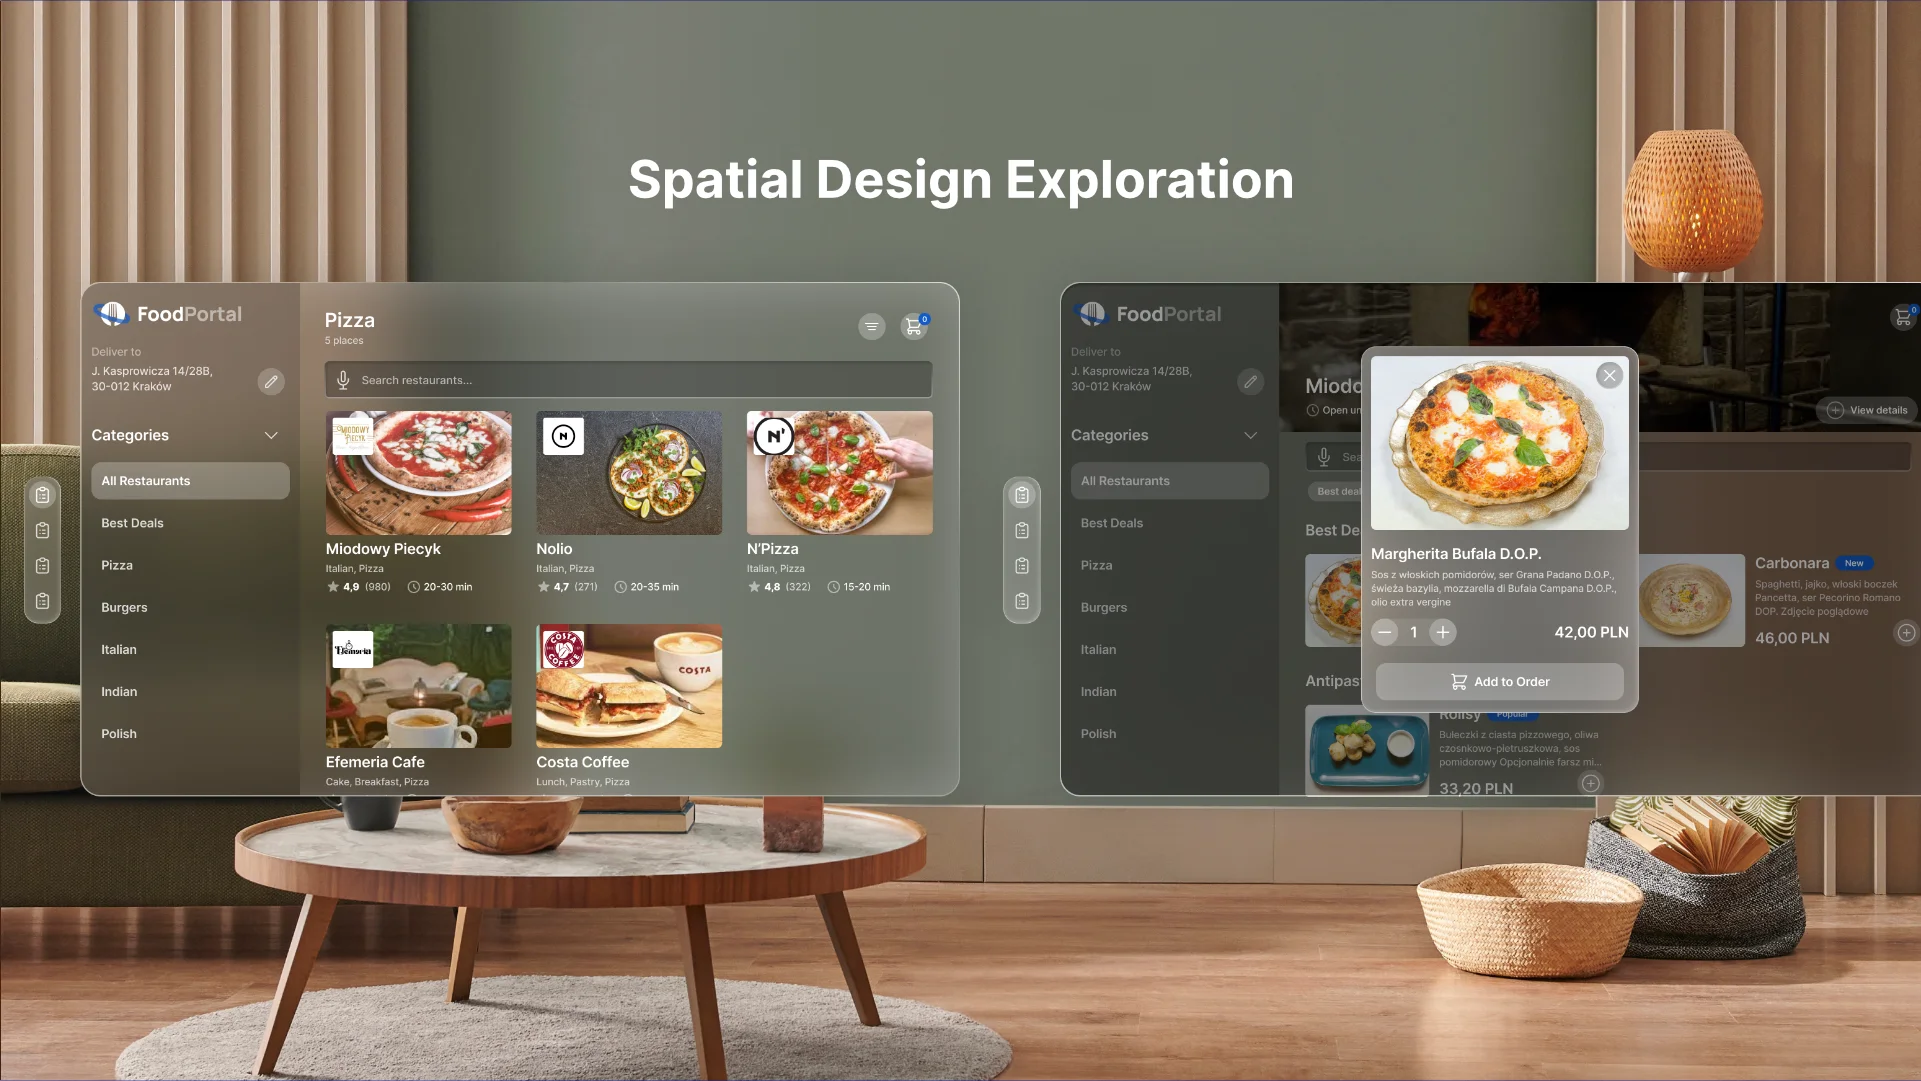 Spatial Design Exploration
FoodPortal
Deliver to
J. Kasprowicza 14/28B,
30-012 Kraków
Categories
All Restaurants
Best Deals
Pizza
Burgers
Italian
Indian
Polish
Pizza
5 places
0
Search restaurants...
MIODOWY
PIECYK
N
N'
Miodowy Piecyk
Italian, Pizza
4,9 (980) 20-30 min
Nolio
Italian, Pizza
4,7 (271) 20-35 min
N'Pizza
Italian, Pizza
4,8 (322) 15-20 min
Efemeria Cafe
Cake, Breakfast, Pizza
COSTA
COFFEE
COSTA
Costa Coffee
Lunch, Pastry, Pizza
FoodPortal
Deliver to
J. Kasprowicza 14/28B,
30-012 Kraków
Categories
All Restaurants
Best Deals
Pizza
Burgers
Italian
Indian
Polish
0
Miodo
Open un
View details
Sea
Best deal
Best De
Margherita Bufala D.O.P.
Sos z włoskich pomidorów, ser Grana Padano D.O.P.,
świeża bazylia, mozzarella di Bufala Campana D.O.P.,
olio extra vergine
1
42,00 PLN
Add to Order
Carbonara New
Spaghetti, jajko, włoski boczek
Pancetta, ser Pecorino Romano
DOP. Zdjęcie poglądowe
46,00 PLN
Antipas
Rollsy Popular
Bułeczki z ciasta pizzowego, oliwa
czosnkowo-pietruszkowa, sos
pomidorowy Opcjonalnie farsz mi...
33,20 PLN